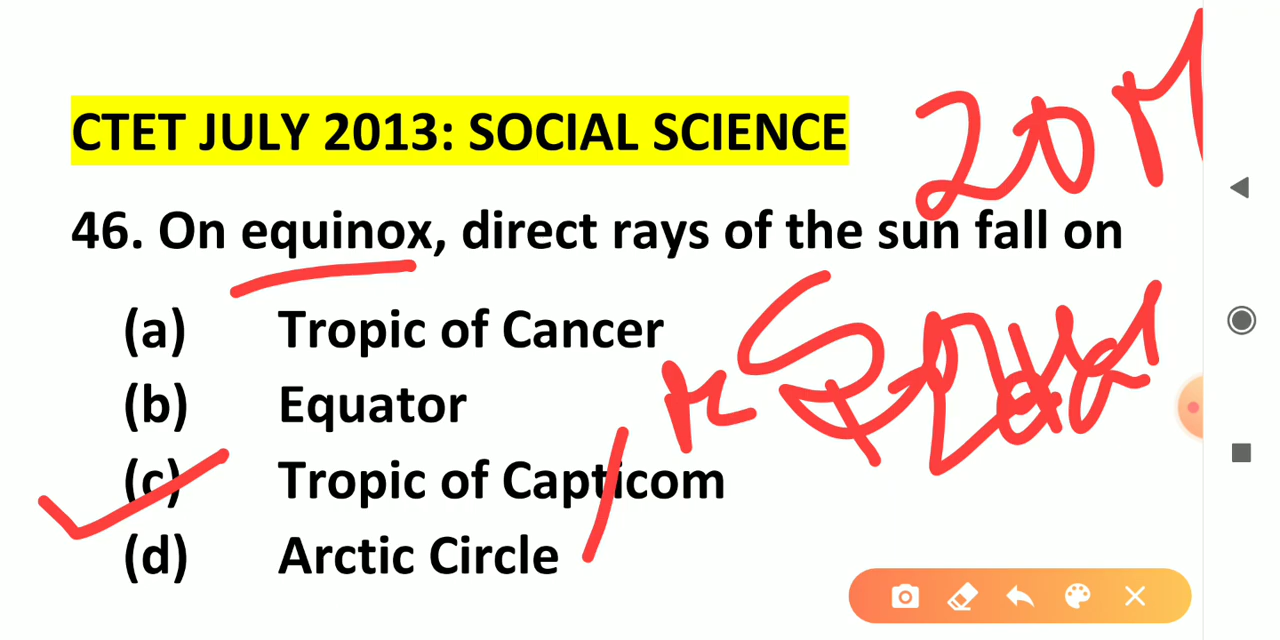 CTET JULY 2013: SOCIAL SCIENCE
46. On equinox, direct rays of the sun fall on
(a) Tropic of Cancer
(b) Equator
(c) Tropic of Capticom
(d) Arctic Circle